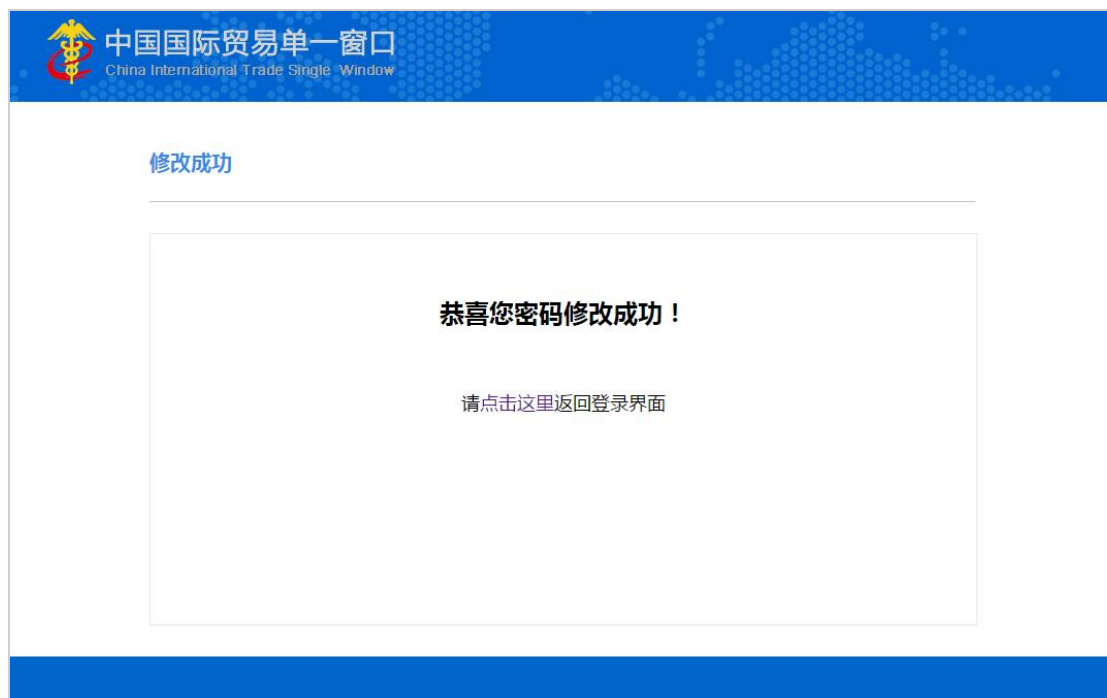 中国国际贸易单一窗口
China International Trade Single Window
修改成功
恭喜您密码修改成功！
请点击这里返回登录界面